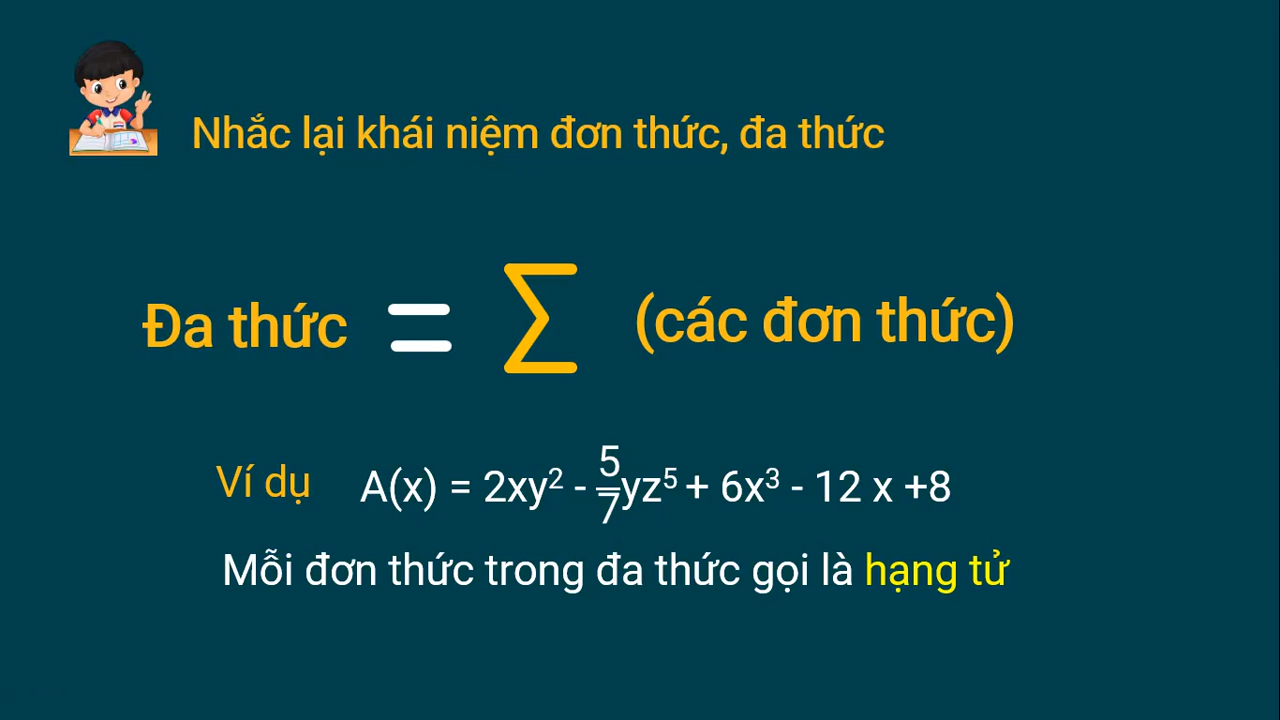 Nhắc lại khái niệm đơn thức, đa thức
Đa thức = Σ (các đơn thức)
Ví dụ A(x) = 2xy² - 5/7yz⁵ + 6x³ - 12 x +8
Mỗi đơn thức trong đa thức gọi là hạng tử